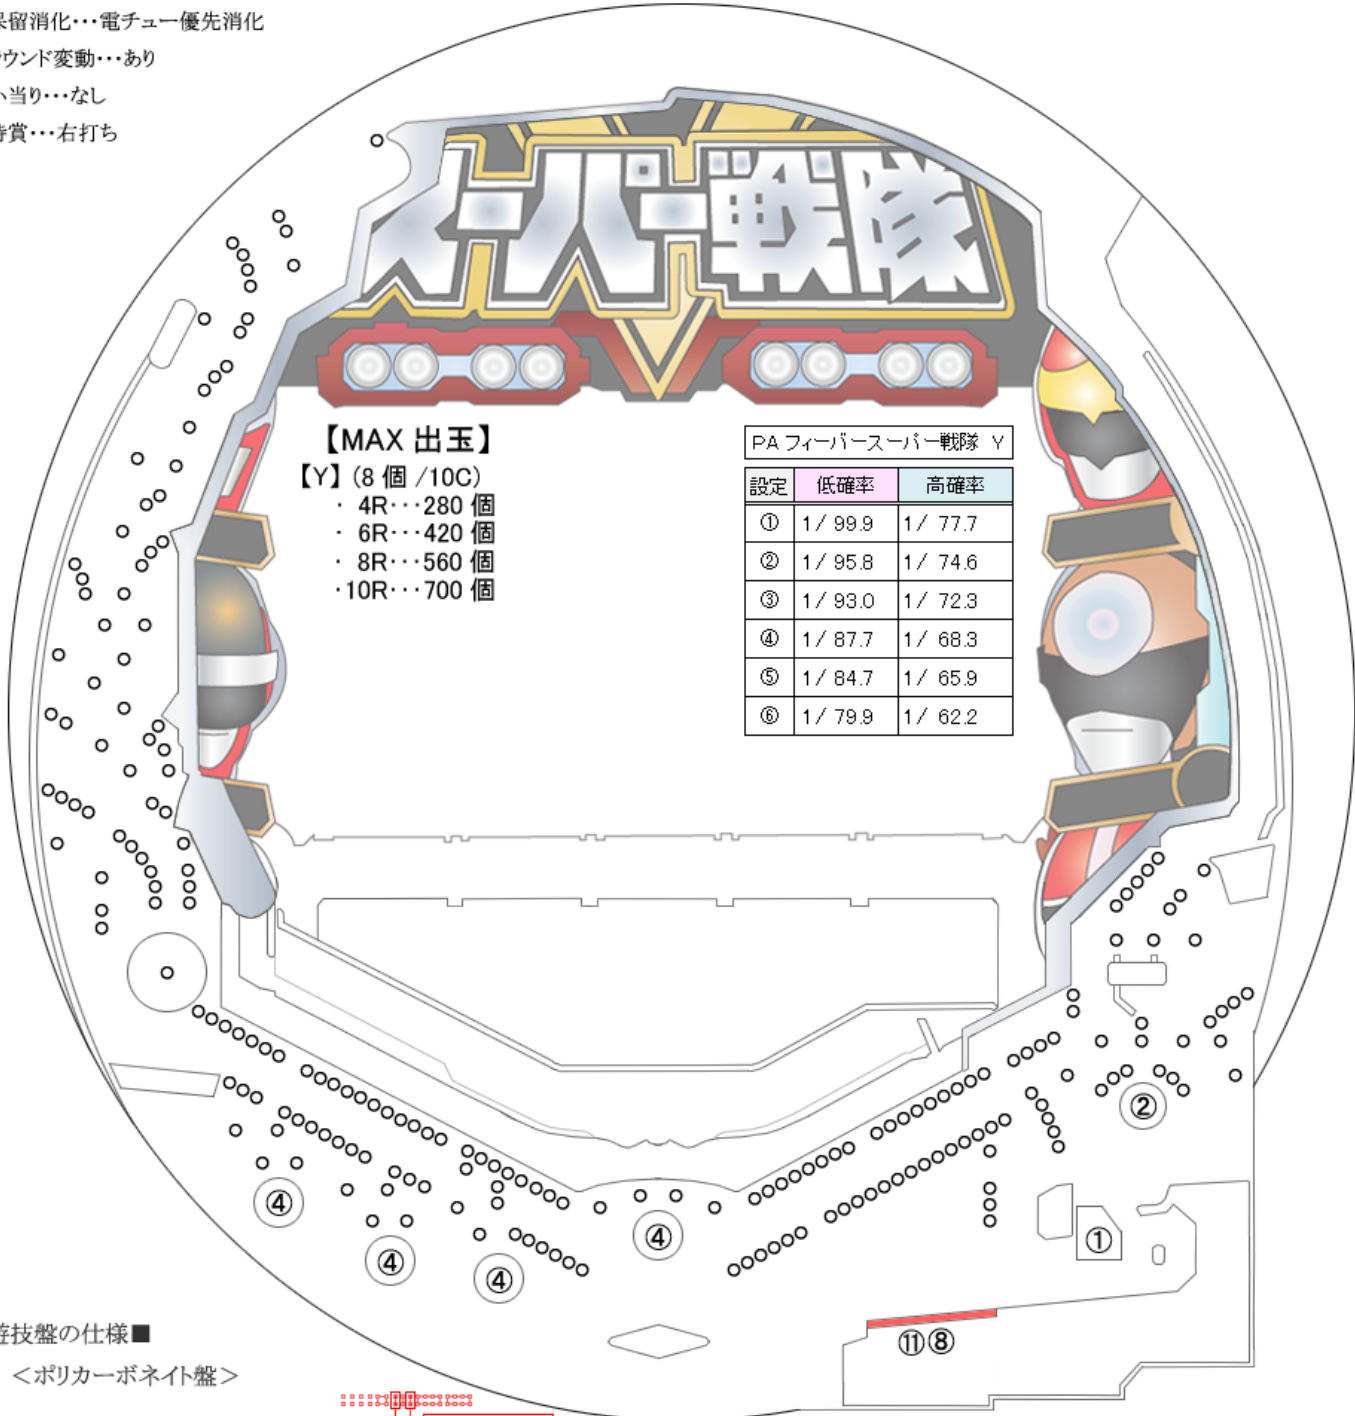 保留消化･･･電チュー優先消化
ラウンド変動･･･あり
小当り･･･なし
特賞･･･右打ち
スーパー戦隊
【MAX 出玉】
【Y】(8 個 /10C)
・ 4R･･･280 個
・ 6R･･･420 個
・ 8R･･･560 個
・10R･･･700 個
PA フィーバースーパー戦隊 Y
設定 低確率 高確率
① 1/ 99.9 1/ 77.7
② 1/ 95.8 1/ 74.6
③ 1/ 93.0 1/ 72.3
④ 1/ 87.7 1/ 68.3
⑤ 1/ 84.7 1/ 65.9
⑥ 1/ 79.9 1/ 62.2
②
④
④
④
④
①
⑪⑧
遊技盤の仕様■
＜ポリカーボネイト盤＞